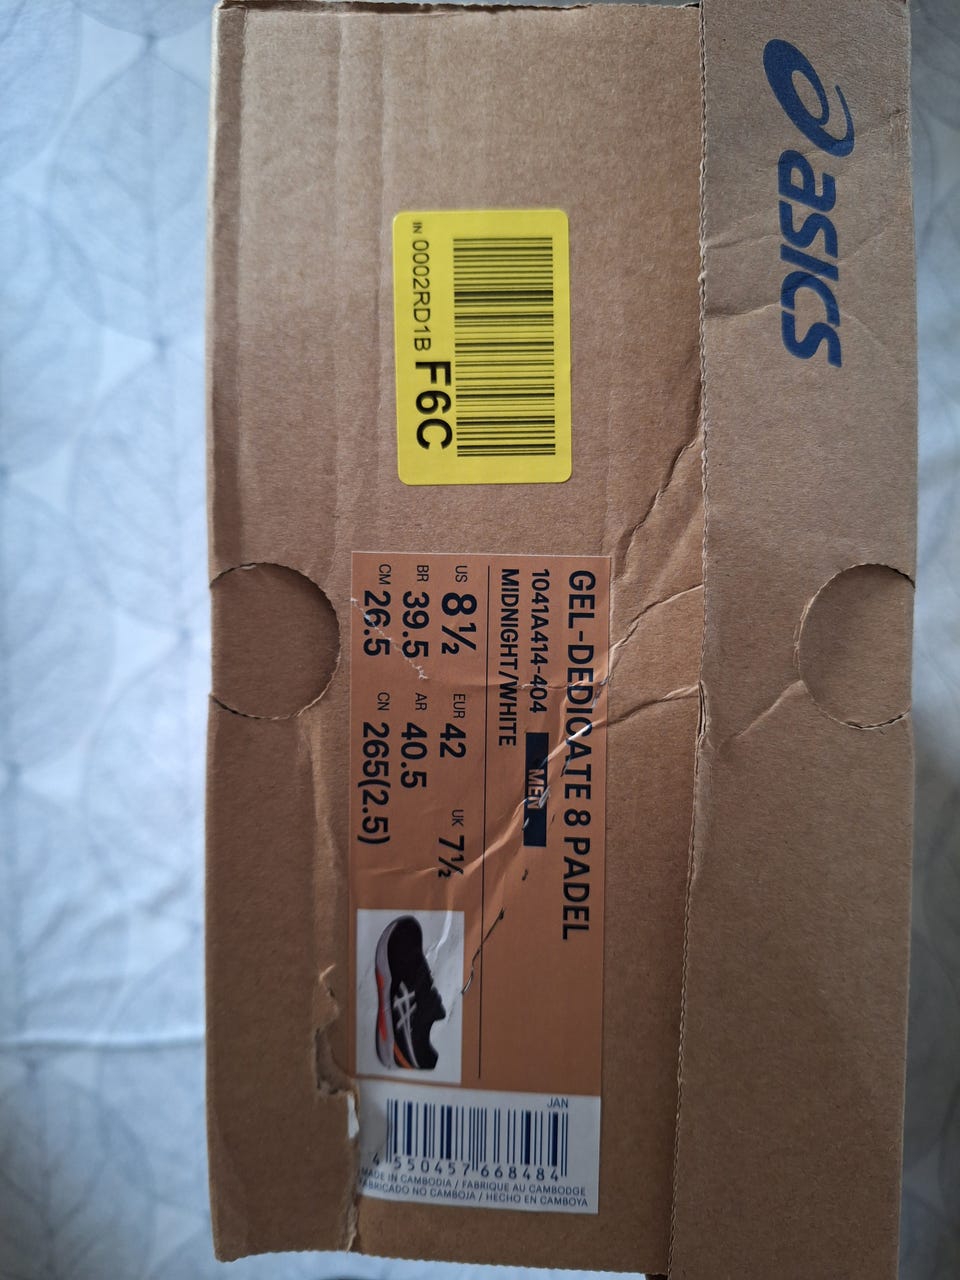 asics
IN 0002RD1B F6C
GEL-DEDICATE 8 PADEL
1041A414-404 MEN
MIDNIGHT/WHITE
US 8½ EUR 42 UK 7½
BR 39.5 AR 40.5
CM 26.5 CN 265(2.5)
JAN
4 550457 668484
MADE IN CAMBODIA / FABRIQUE AU CAMBODGE
FABRICADO NO CAMBOJA / HECHO EN CAMBOYA